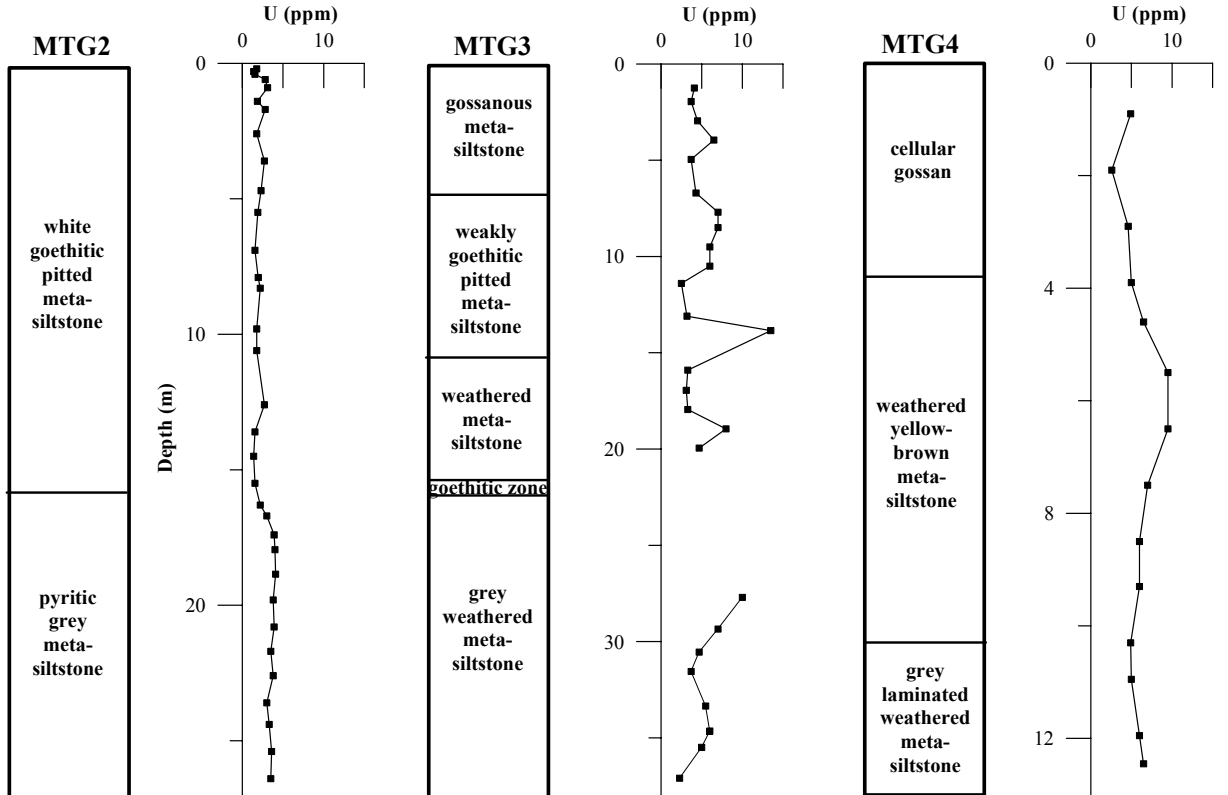 MTG2
white
goethitic
pitted
meta-
siltstone
pyritic
grey
meta-
siltstone
U (ppm)
0 10
0
10
20
Depth (m)
MTG3
gossanous
meta-
siltstone
weakly
goethitic
pitted
meta-
siltstone
weathered
meta-
siltstone
goethitic zone
grey
weathered
meta-
siltstone
U (ppm)
0 10
0
10
20
30
MTG4
cellular
gossan
weathered
yellow-
brown
meta-
siltstone
grey
laminated
weathered
meta-
siltstone
U (ppm)
0 10
0
4
8
12